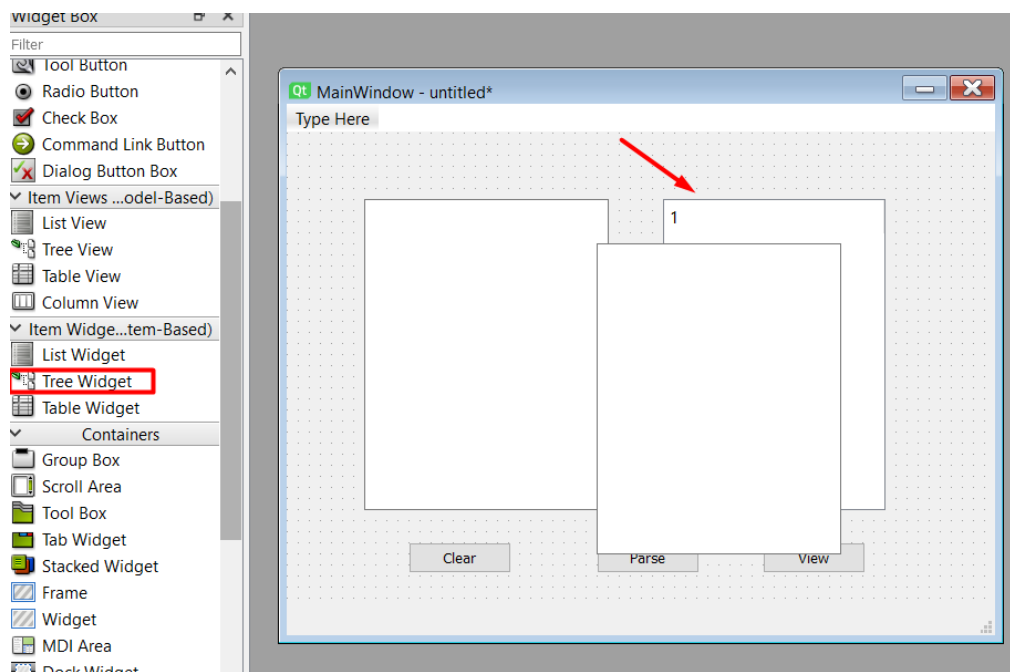 Widget Box
Filter
Tool Button
Radio Button
Check Box
Command Link Button
Dialog Button Box
Item Views ...odel-Based)
List View
Tree View
Table View
Column View
Item Widge...tem-Based)
List Widget
Tree Widget
Table Widget
Containers
Group Box
Scroll Area
Tool Box
Tab Widget
Stacked Widget
Frame
Widget
MDI Area
Dock Widget
Qt MainWindow - untitled*
Type Here
1
Clear
Parse
View